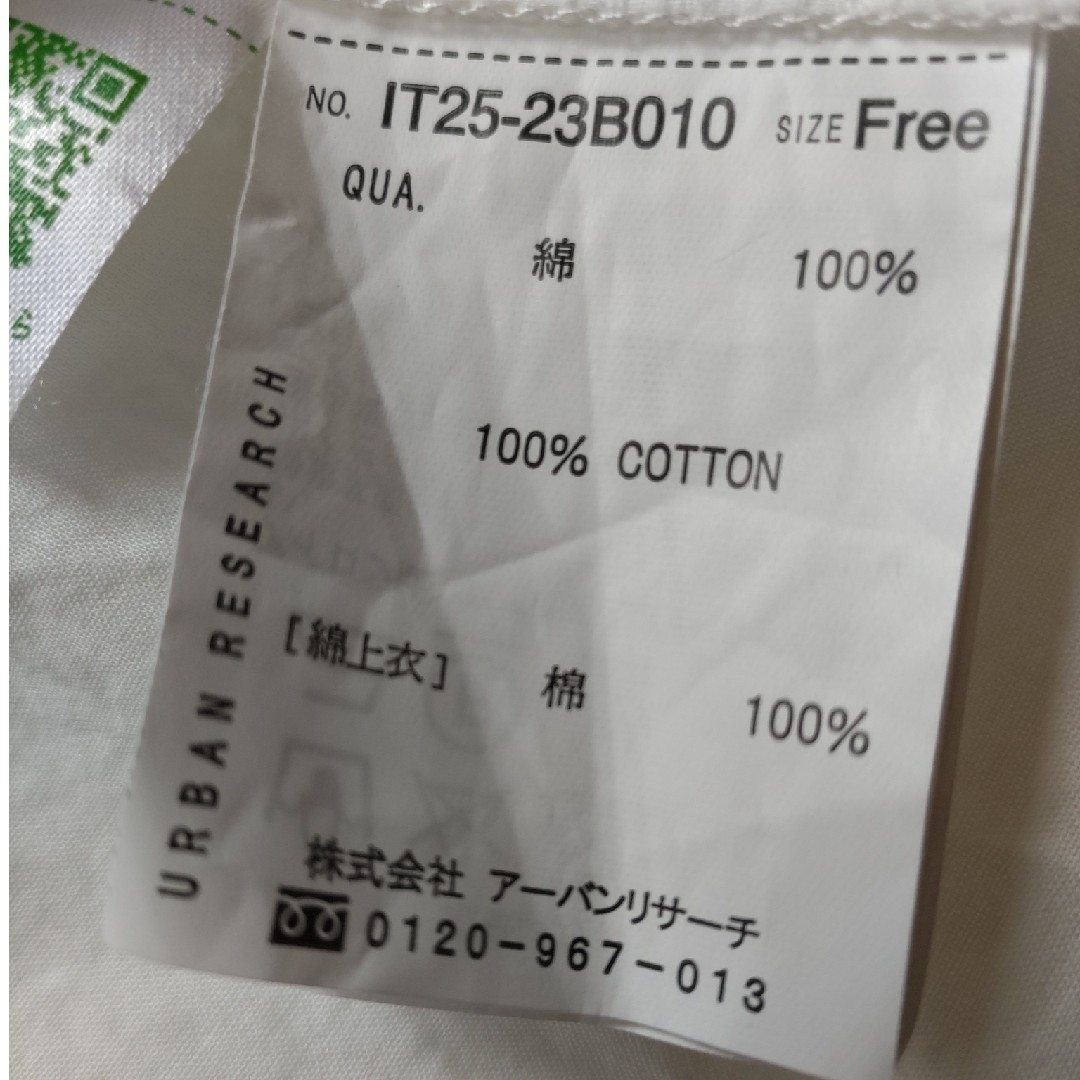 NO. IT25-23B010 SIZE Free
QUA.
綿 100%
100% COTTON
[綿上衣] 棉 100%
URBAN RESEARCH
株式会社 アーバンリサーチ
0120-967-013
6